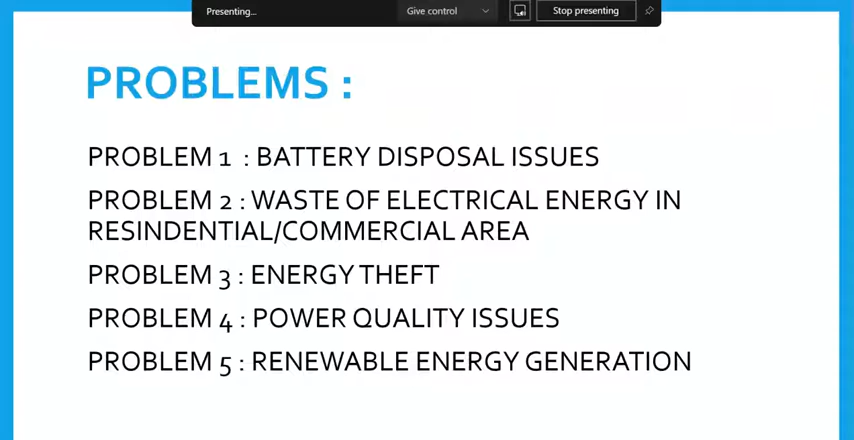 Presenting...
Give control
Stop presenting
PROBLEMS :
PROBLEM 1 : BATTERY DISPOSAL ISSUES
PROBLEM 2 : WASTE OF ELECTRICAL ENERGY IN
RESINDENTIAL/COMMERCIAL AREA
PROBLEM 3 : ENERGY THEFT
PROBLEM 4 : POWER QUALITY ISSUES
PROBLEM 5 : RENEWABLE ENERGY GENERATION